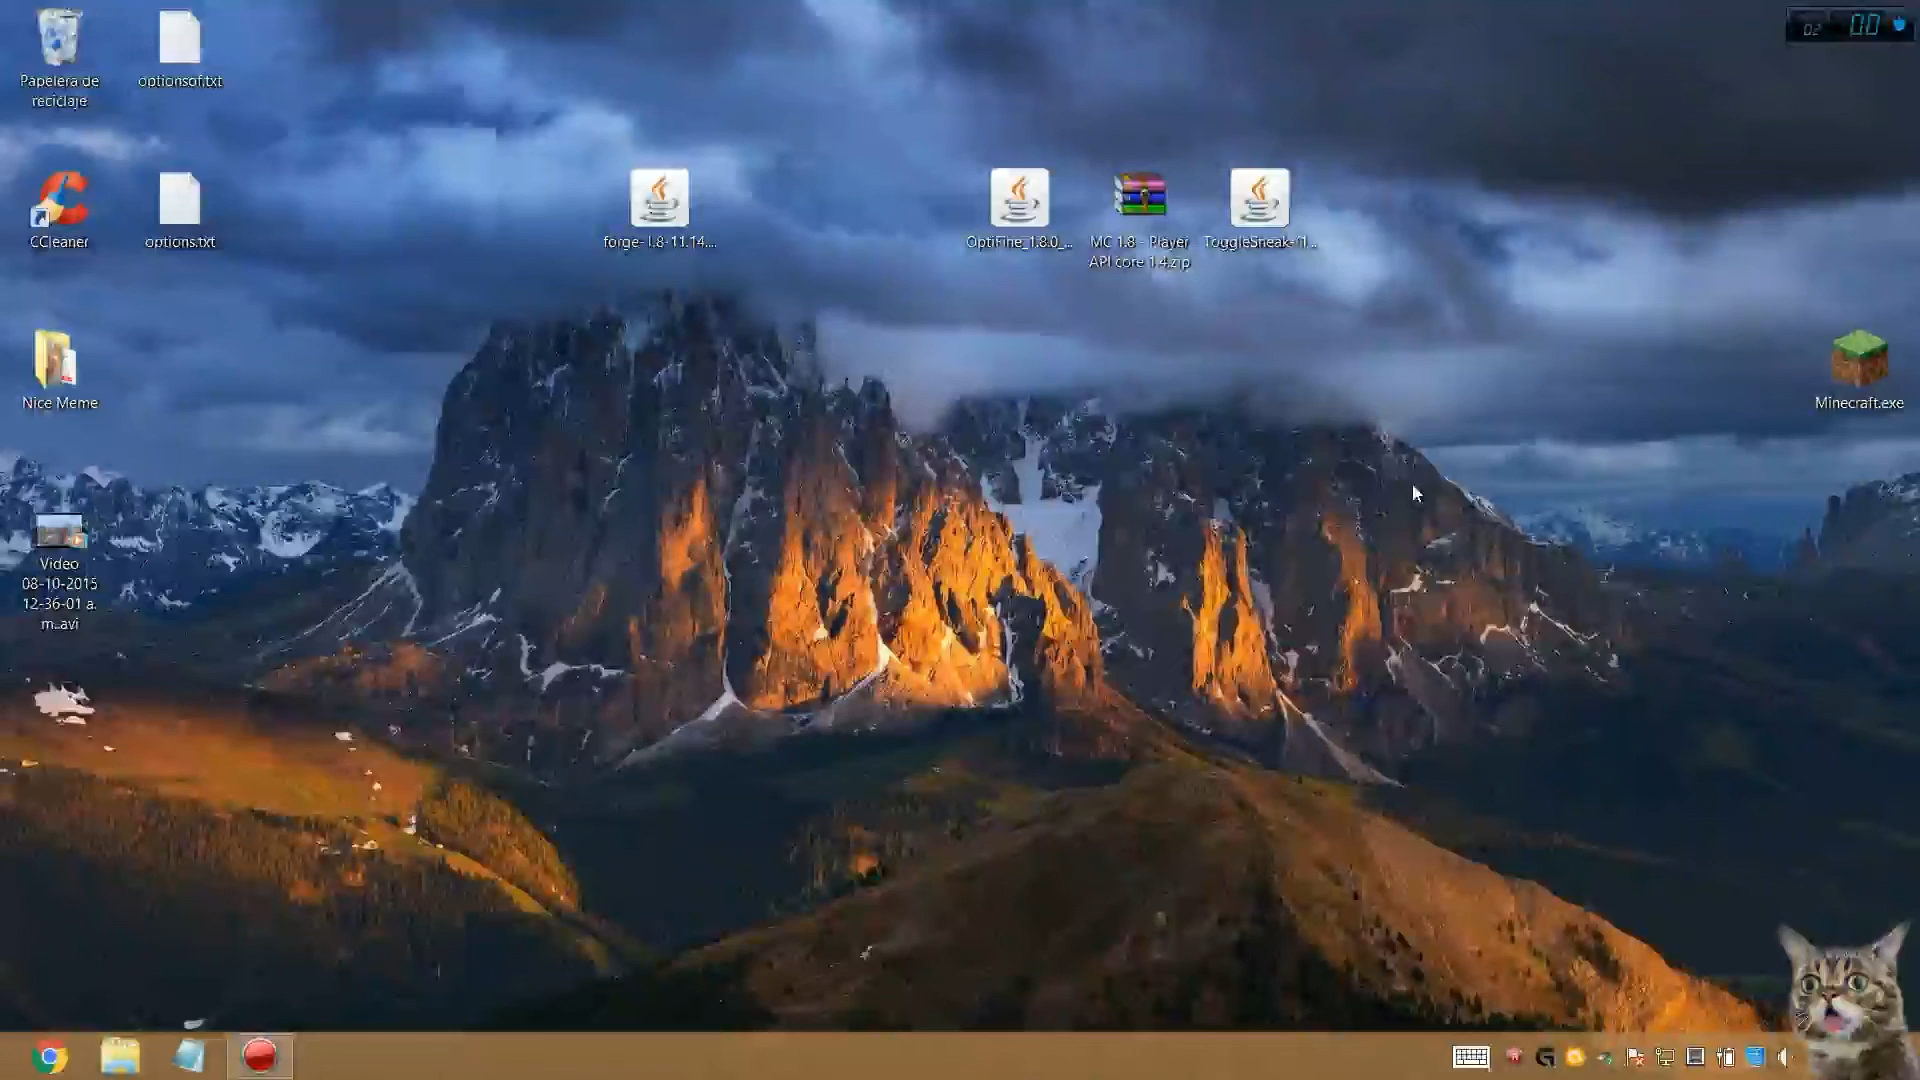 Papelera de
reciclaje
optionsof.txt
CCleaner
options.txt
forge-1.8-11.14....
OptiFine_1.8.0_...
MC 1.8 - Player
API core 1.4.zip
ToggleSneak-...
Nice Meme
Minecraft.exe
Video
08-10-2015
12-36-01 a.
m..avi
02
00